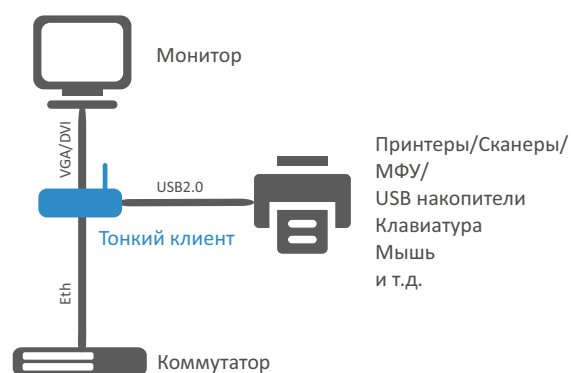 Монитор
VGA/DVI
USB2.0
Принтеры/Сканеры/
МФУ/
USB накопители
Клавиатура
Мышь
и т.д.
Тонкий клиент
Eth
Коммутатор